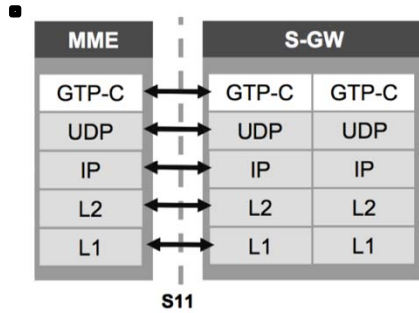 MME S-GW
GTP-C GTP-C GTP-C
UDP UDP UDP
IP IP IP
L2 L2 L2
L1 L1 L1
S11